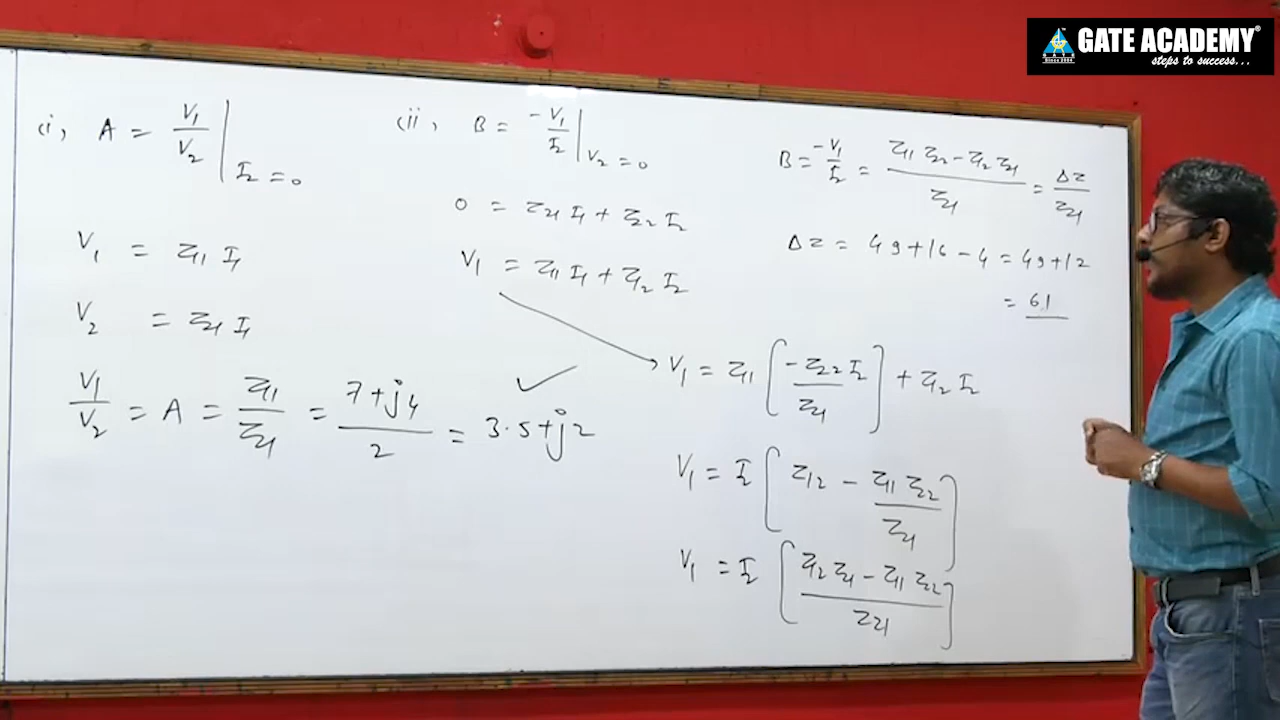 GATE ACADEMY®
GATE
Since 2004
steps to success...
(i) A = V₁/V₂ | I₂ = 0
V₁ = Z₁₁ I₁
V₂ = Z₂₁ I₁
V₁/V₂ = A = Z₁₁/Z₂₁ = (7+j4)/2 = 3.5+j2
(ii) B = -V₁/I₂ | V₂ = 0
0 = Z₂₁ I₁ + Z₂₂ I₂
V₁ = Z₁₁ I₁ + Z₁₂ I₂
V₁ = Z₁₁ [-Z₂₂ I₂/Z₂₁] + Z₁₂ I₂
V₁ = I₂ [Z₁₂ - Z₁₁ Z₂₂/Z₂₁]
V₁ = I₂ [(Z₁₂ Z₂₁ - Z₁₁ Z₂₂)/Z₂₁]
B = -V₁/I₂ = (Z₁₁ Z₂₂ - Z₁₂ Z₂₁)/Z₂₁ = ΔZ/Z₂₁
ΔZ = 49+16-4 = 49+12
= 61